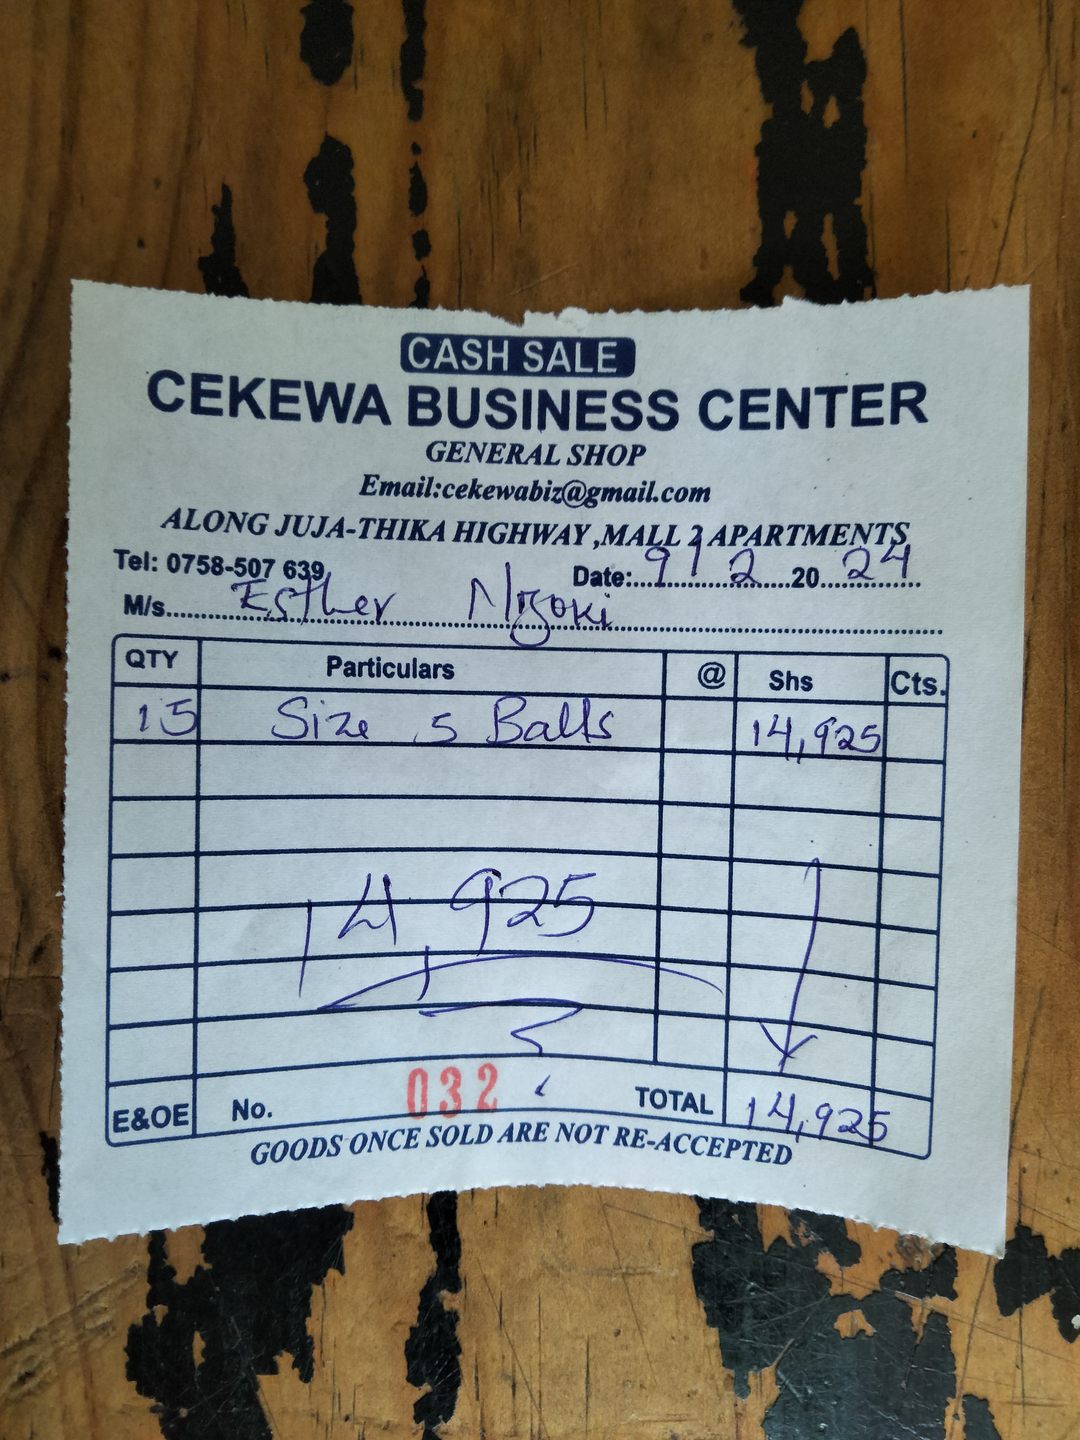 CASH SALE
CEKEWA BUSINESS CENTER
GENERAL SHOP
Email:cekewabiz@gmail.com
ALONG JUJA-THIKA HIGHWAY ,MALL 2 APARTMENTS
Tel: 0758-507 639 Date:..9/2....20..24
M/s......Esther Njoki
QTY Particulars @ Shs Cts.
15 Size 5 Balls 14,925
14,925
E&OE No. 032 TOTAL 14,925
GOODS ONCE SOLD ARE NOT RE-ACCEPTED